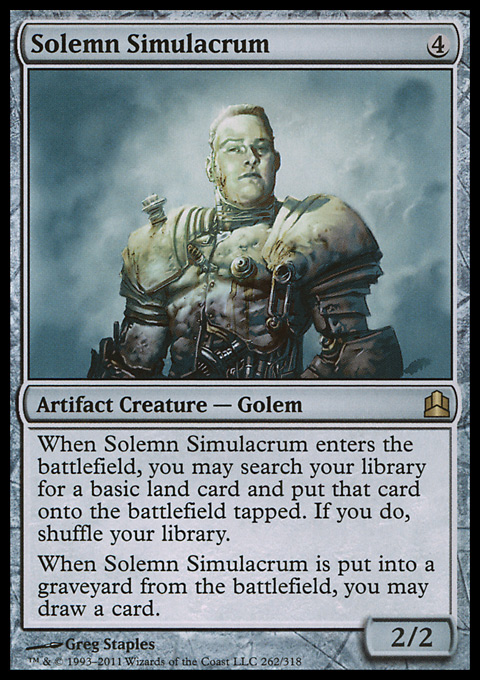 Solemn Simulacrum 4
Artifact Creature — Golem
When Solemn Simulacrum enters the
battlefield, you may search your library
for a basic land card and put that card
onto the battlefield tapped. If you do,
shuffle your library.
When Solemn Simulacrum is put into a
graveyard from the battlefield, you may
draw a card.
Greg Staples
2/2
™ & © 1993–2011 Wizards of the Coast LLC 262/318